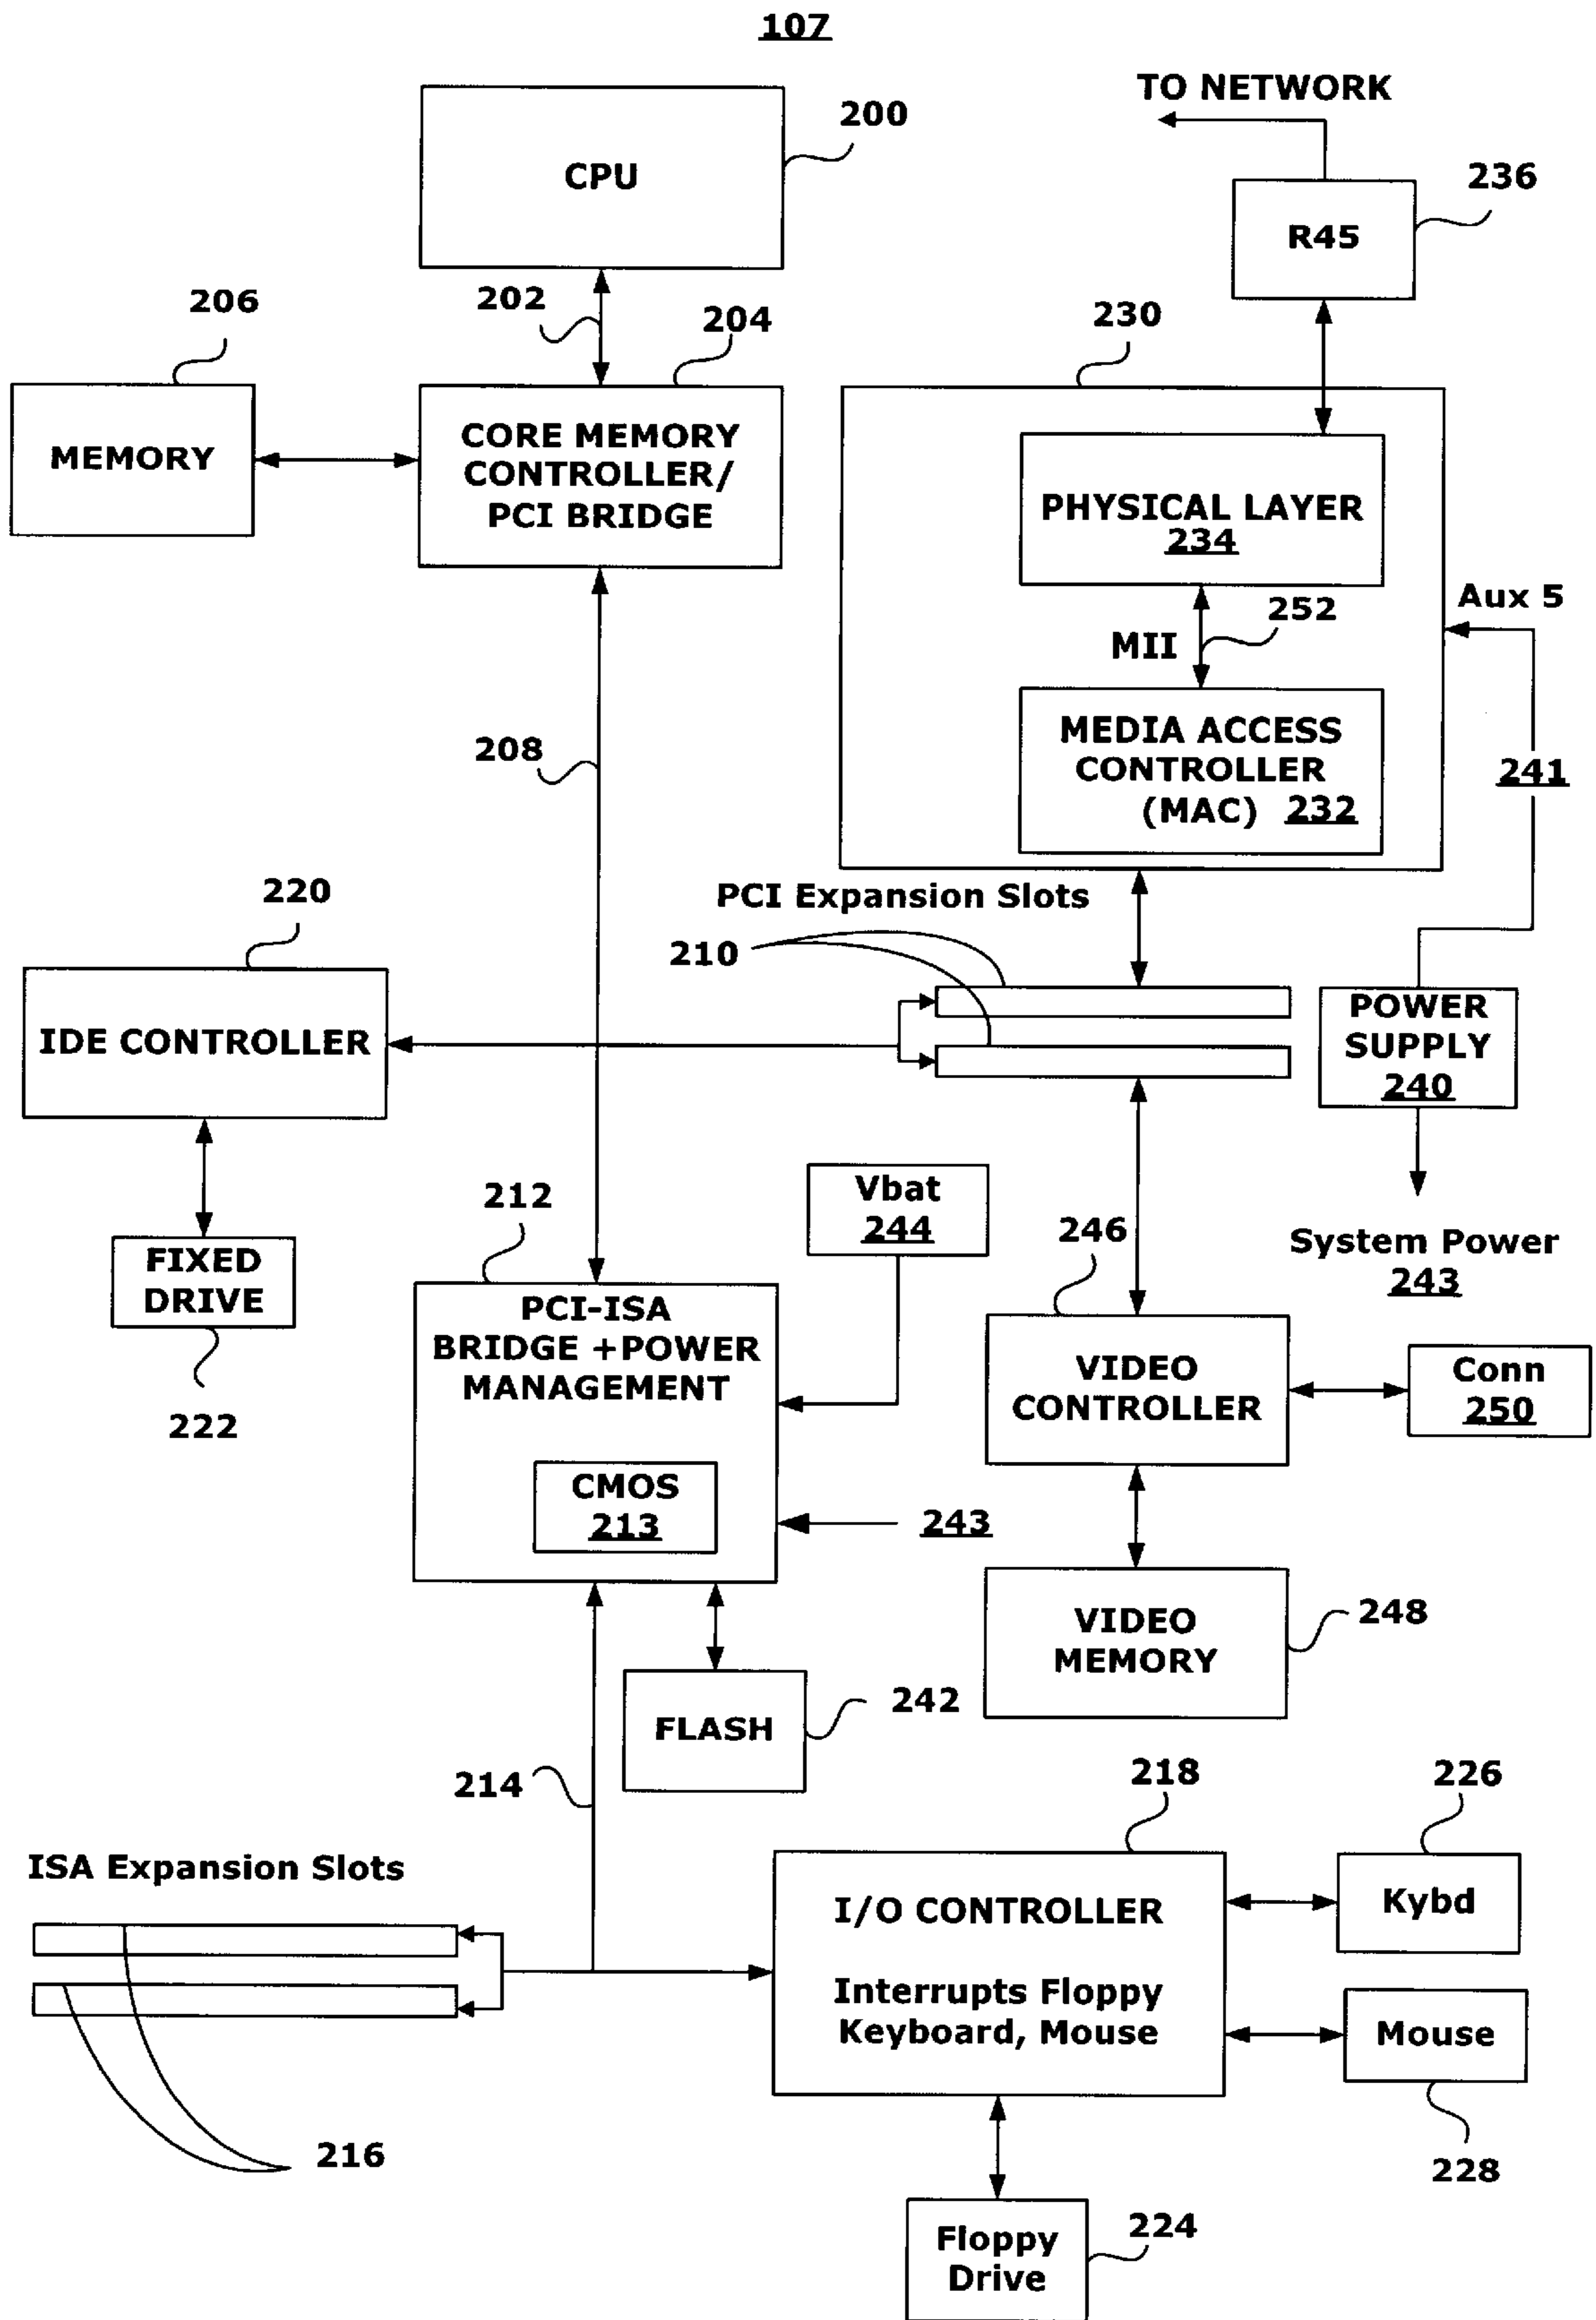 107
TO NETWORK
CPU
200
R45
236
202
204
206
230
MEMORY
CORE MEMORY
CONTROLLER/
PCI BRIDGE
PHYSICAL LAYER
234
Aux 5
MII
252
208
MEDIA ACCESS
CONTROLLER
(MAC) 232
241
220
PCI Expansion Slots
210
IDE CONTROLLER
POWER
SUPPLY
240
212
Vbat
244
246
System Power
243
FIXED
DRIVE
222
PCI-ISA
BRIDGE +POWER
MANAGEMENT
CMOS
213
243
VIDEO
CONTROLLER
Conn
250
VIDEO
MEMORY
248
FLASH
242
214
218
226
ISA Expansion Slots
I/O CONTROLLER
Interrupts Floppy
Keyboard, Mouse
Kybd
Mouse
228
216
Floppy
Drive
224